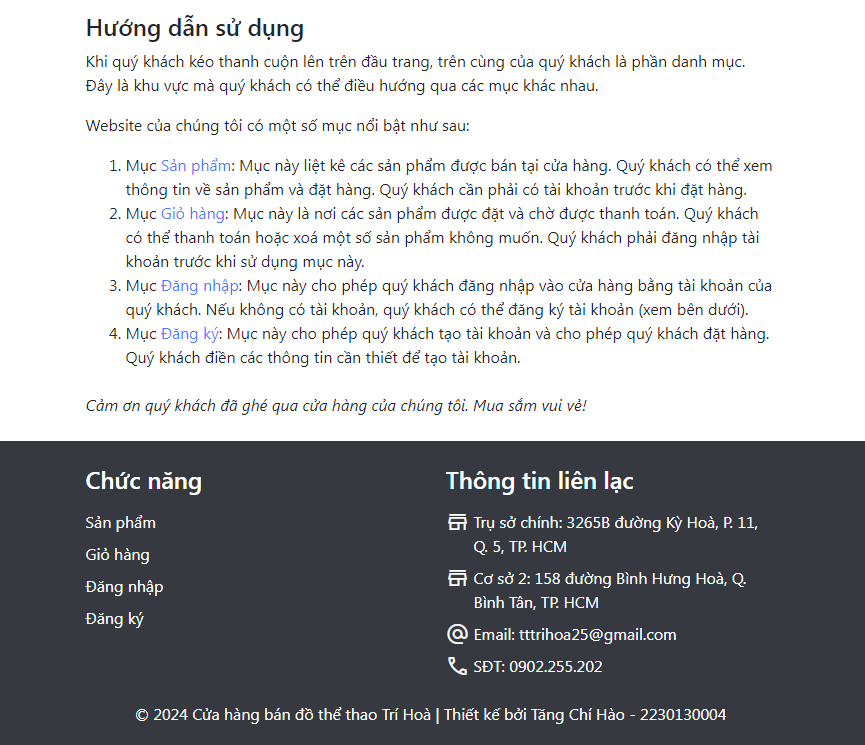 Hướng dẫn sử dụng
Khi quý khách kéo thanh cuộn lên trên đầu trang, trên cùng của quý khách là phần danh mục.
Đây là khu vực mà quý khách có thể điều hướng qua các mục khác nhau.
Website của chúng tôi có một số mục nổi bật như sau:
1. Mục Sản phẩm: Mục này liệt kê các sản phẩm được bán tại cửa hàng. Quý khách có thể xem
thông tin về sản phẩm và đặt hàng. Quý khách cần phải có tài khoản trước khi đặt hàng.
2. Mục Giỏ hàng: Mục này là nơi các sản phẩm được đặt và chờ được thanh toán. Quý khách
có thể thanh toán hoặc xoá một số sản phẩm không muốn. Quý khách phải đăng nhập tài
khoản trước khi sử dụng mục này.
3. Mục Đăng nhập: Mục này cho phép quý khách đăng nhập vào cửa hàng bằng tài khoản của
quý khách. Nếu không có tài khoản, quý khách có thể đăng ký tài khoản (xem bên dưới).
4. Mục Đăng ký: Mục này cho phép quý khách tạo tài khoản và cho phép quý khách đặt hàng.
Quý khách điền các thông tin cần thiết để tạo tài khoản.
Cảm ơn quý khách đã ghé qua cửa hàng của chúng tôi. Mua sắm vui vẻ!
Chức năng
Sản phẩm
Giỏ hàng
Đăng nhập
Đăng ký
Thông tin liên lạc
Trụ sở chính: 3265B đường Kỳ Hoà, P. 11,
Q. 5, TP. HCM
Cơ sở 2: 158 đường Bình Hưng Hoà, Q.
Bình Tân, TP. HCM
Email: tttrihoa25@gmail.com
SĐT: 0902.255.202
© 2024 Cửa hàng bán đồ thể thao Trí Hoà | Thiết kế bởi Tăng Chí Hào - 2230130004